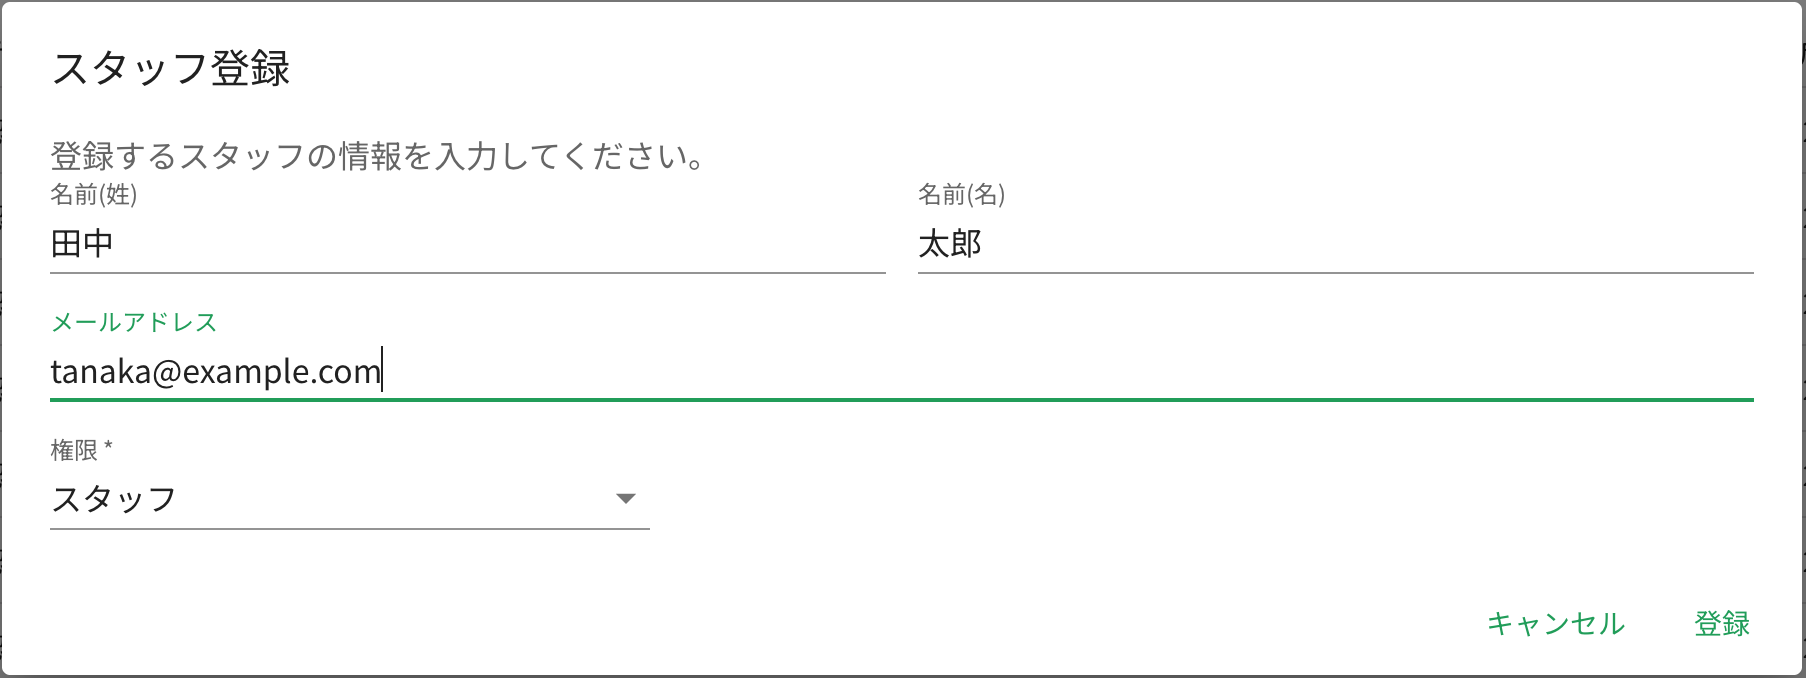 スタッフ登録
登録するスタッフの情報を入力してください。
名前(姓) 名前(名)
田中 太郎
メールアドレス
tanaka@example.com
権限 *
スタッフ
キャンセル 登録